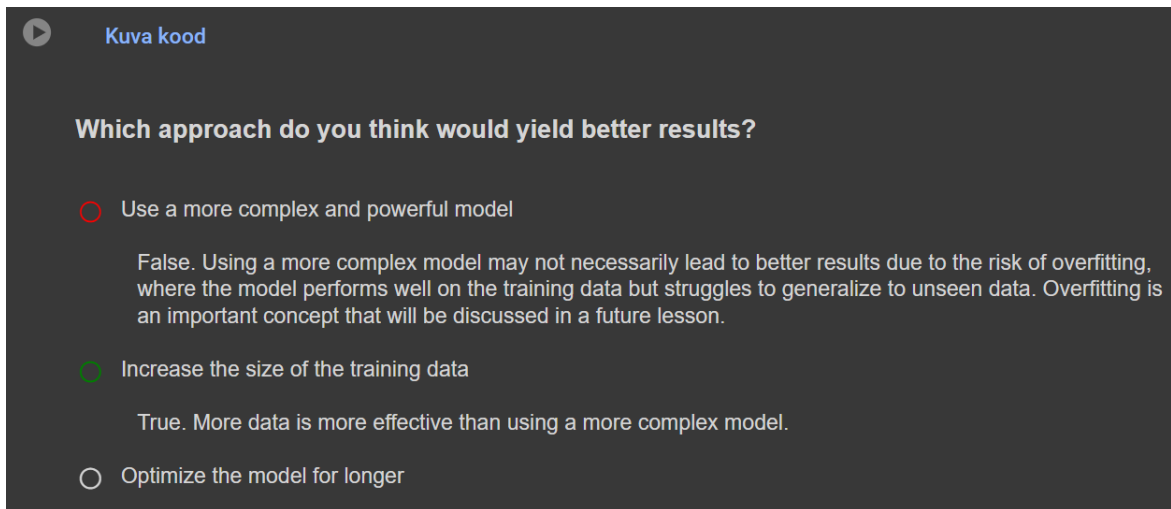 Kuva kood
Which approach do you think would yield better results?
Use a more complex and powerful model
False. Using a more complex model may not necessarily lead to better results due to the risk of overfitting,
where the model performs well on the training data but struggles to generalize to unseen data. Overfitting is
an important concept that will be discussed in a future lesson.
Increase the size of the training data
True. More data is more effective than using a more complex model.
Optimize the model for longer